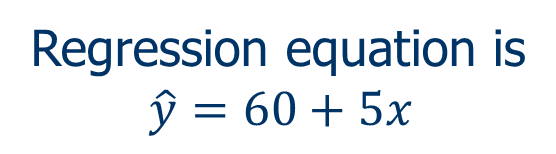 Regression equation is
ŷ = 60 + 5x